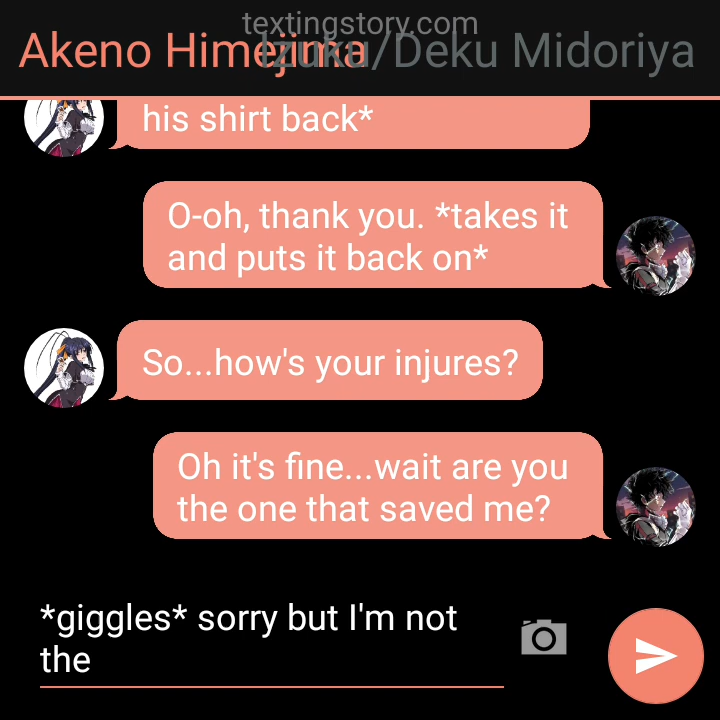 textingstory.com
Akeno Himejima
Izuku/Deku Midoriya
his shirt back*
O-oh, thank you. *takes it
and puts it back on*
So...how's your injures?
Oh it's fine...wait are you
the one that saved me?
*giggles* sorry but I'm not
the